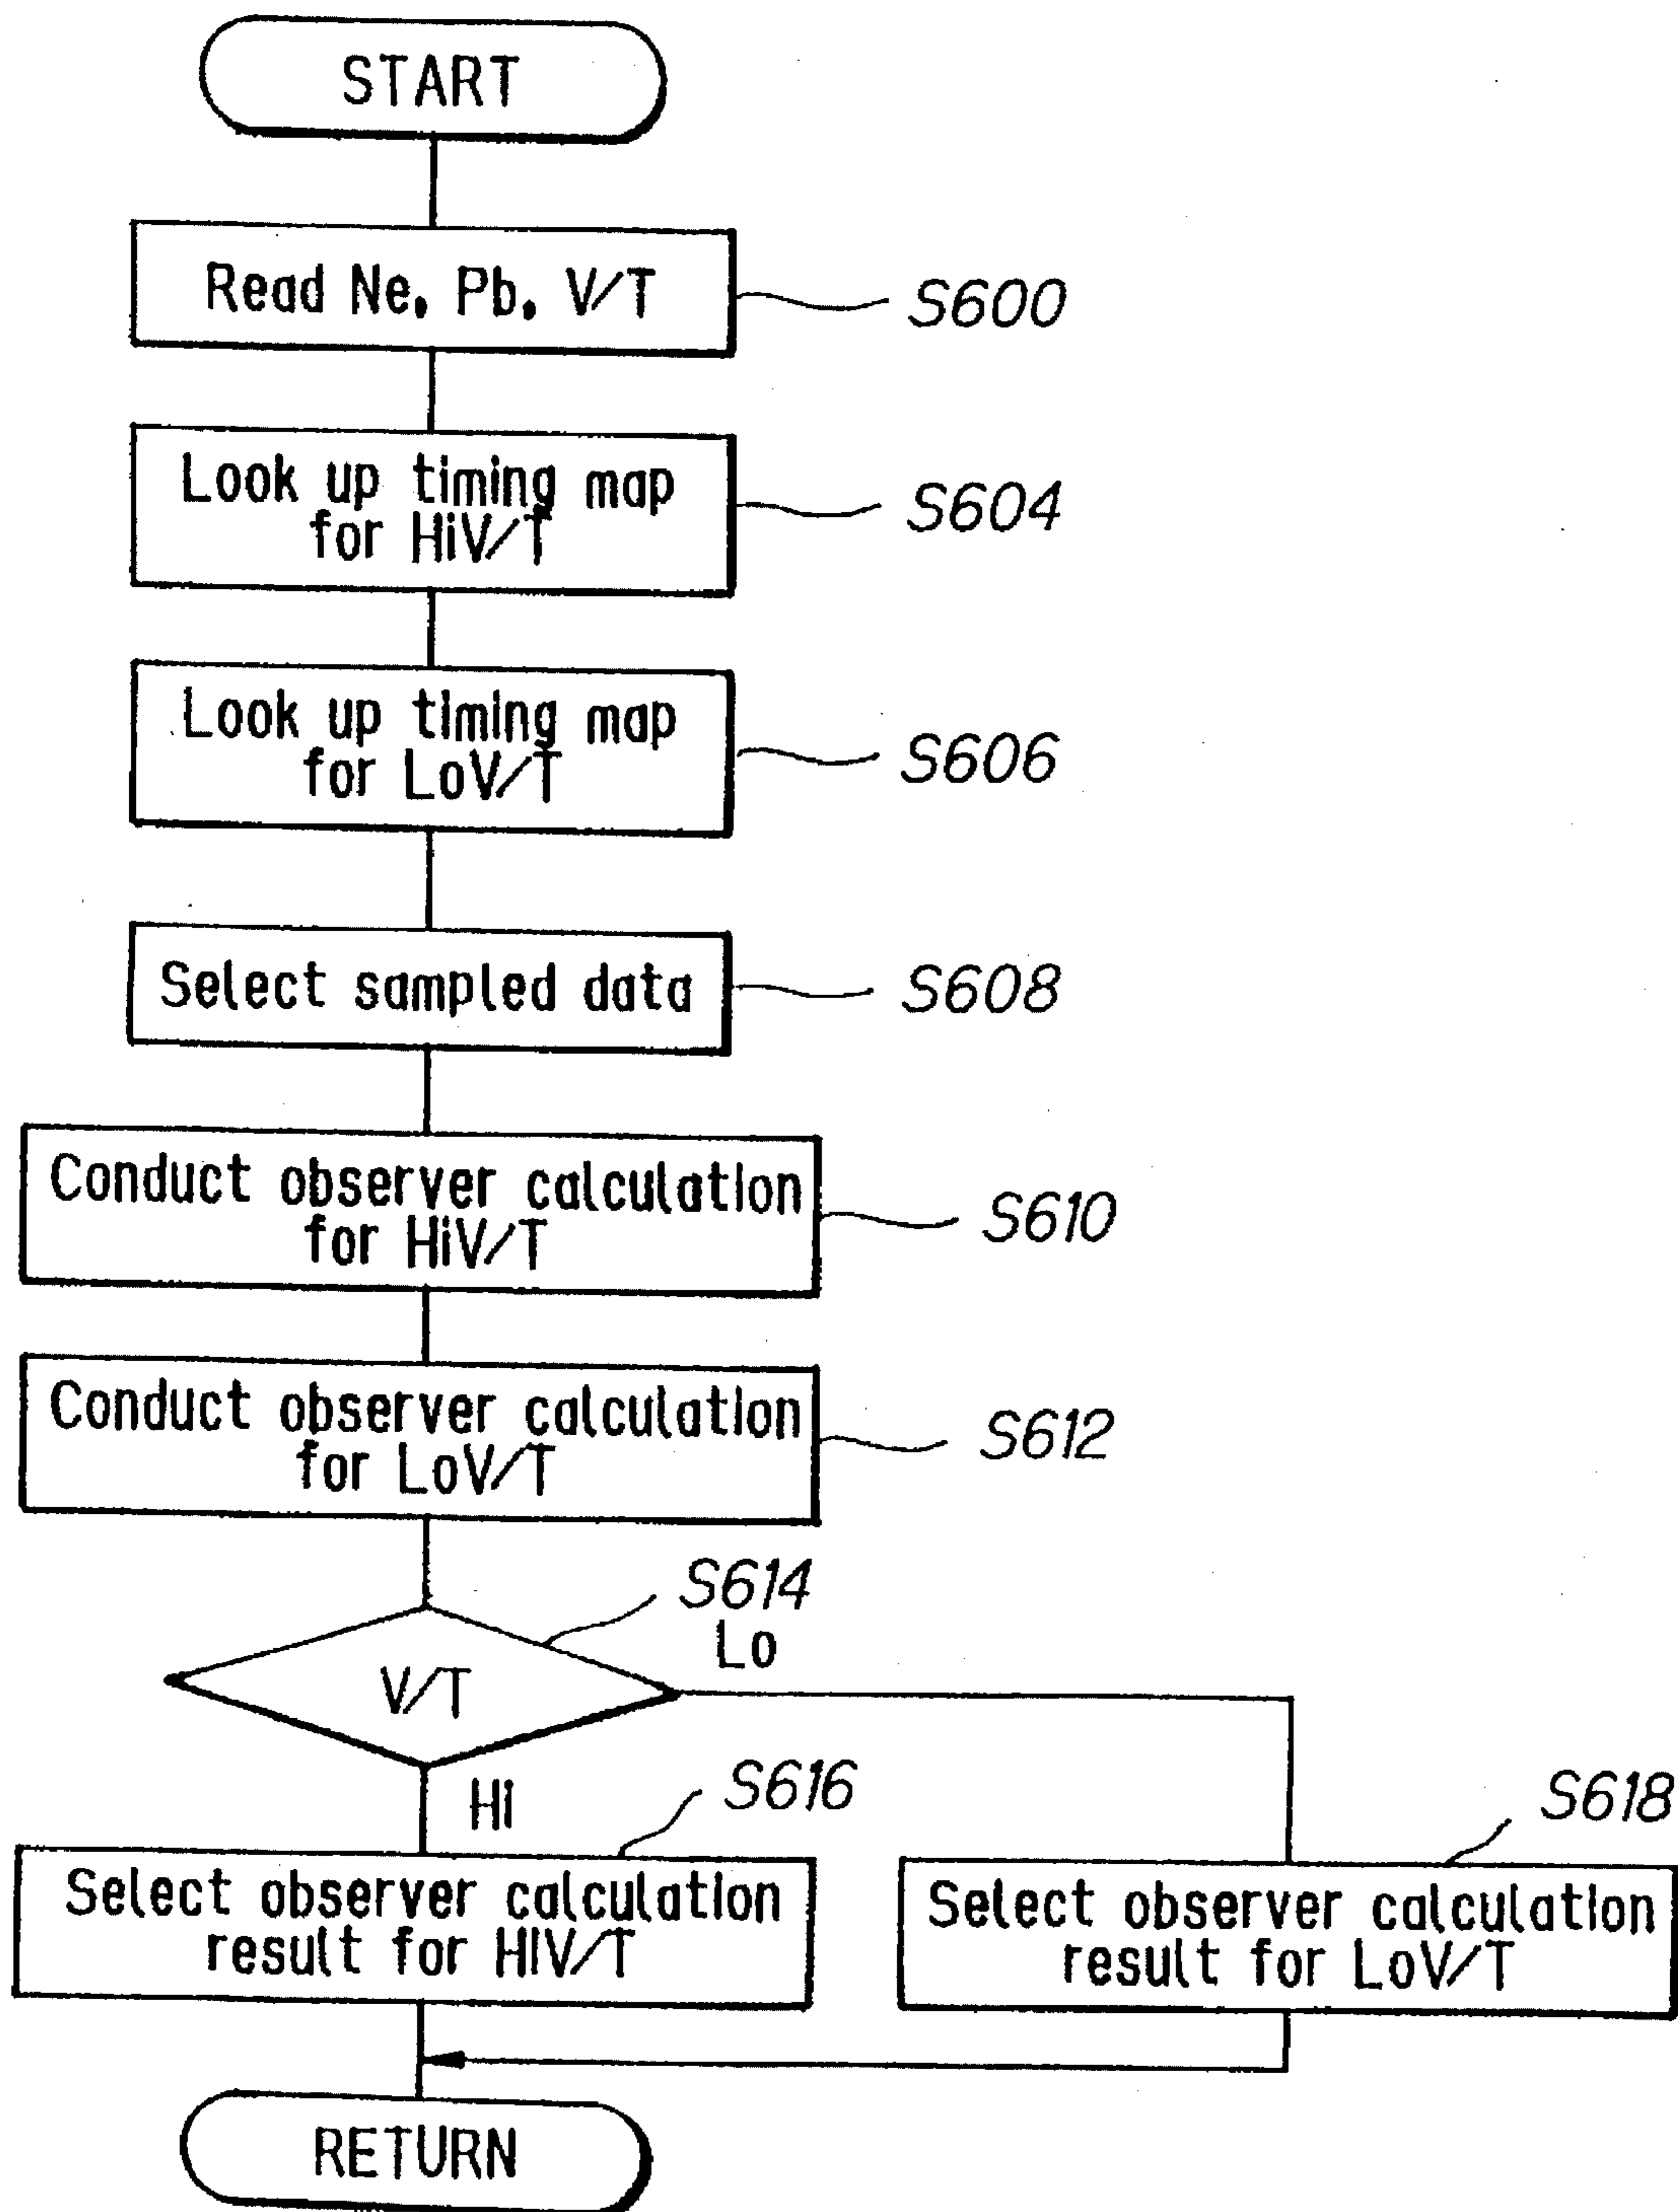 START
Read Ne, Pb, V/T
S600
Look up timing map
for HiV/T
S604
Look up timing map
for LoV/T
S606
Select sampled data
S608
Conduct observer calculation
for HiV/T
S610
Conduct observer calculation
for LoV/T
S612
S614
Lo
V/T
Hi
S616
Select observer calculation
result for HiV/T
S618
Select observer calculation
result for LoV/T
RETURN